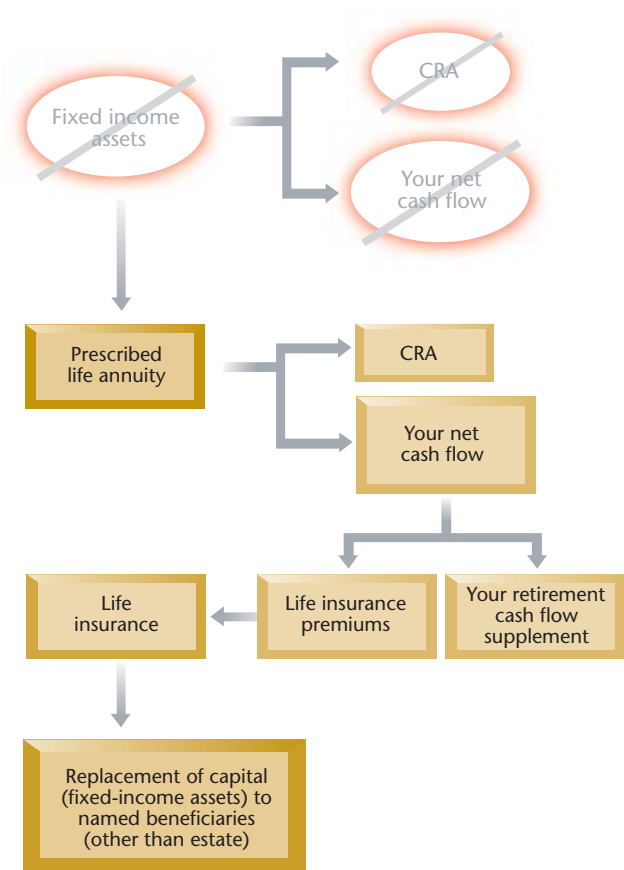 Fixed income
assets
CRA
Your net
cash flow
Prescribed
life annuity
CRA
Your net
cash flow
Life
insurance
Life insurance
premiums
Your retirement
cash flow
supplement
Replacement of capital
(fixed-income assets) to
named beneficiaries
(other than estate)